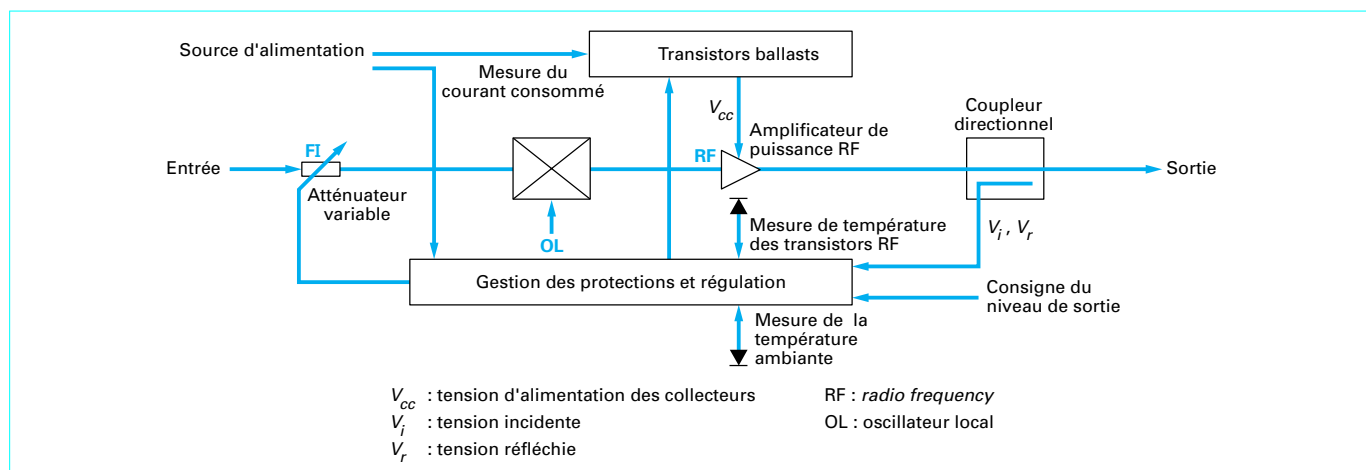 Source d'alimentation
Transistors ballasts
Mesure du
courant consommé
Vcc
Coupleur
directionnel
Amplificateur de
puissance RF
FI
RF
Entrée
Sortie
Atténuateur
variable
OL
Mesure de température
des transistors RF
Vi , Vr
Gestion des protections et régulation
Consigne du
niveau de sortie
Mesure de la
température
ambiante
Vcc : tension d'alimentation des collecteurs
Vi : tension incidente
Vr : tension réfléchie
RF : radio frequency
OL : oscillateur local